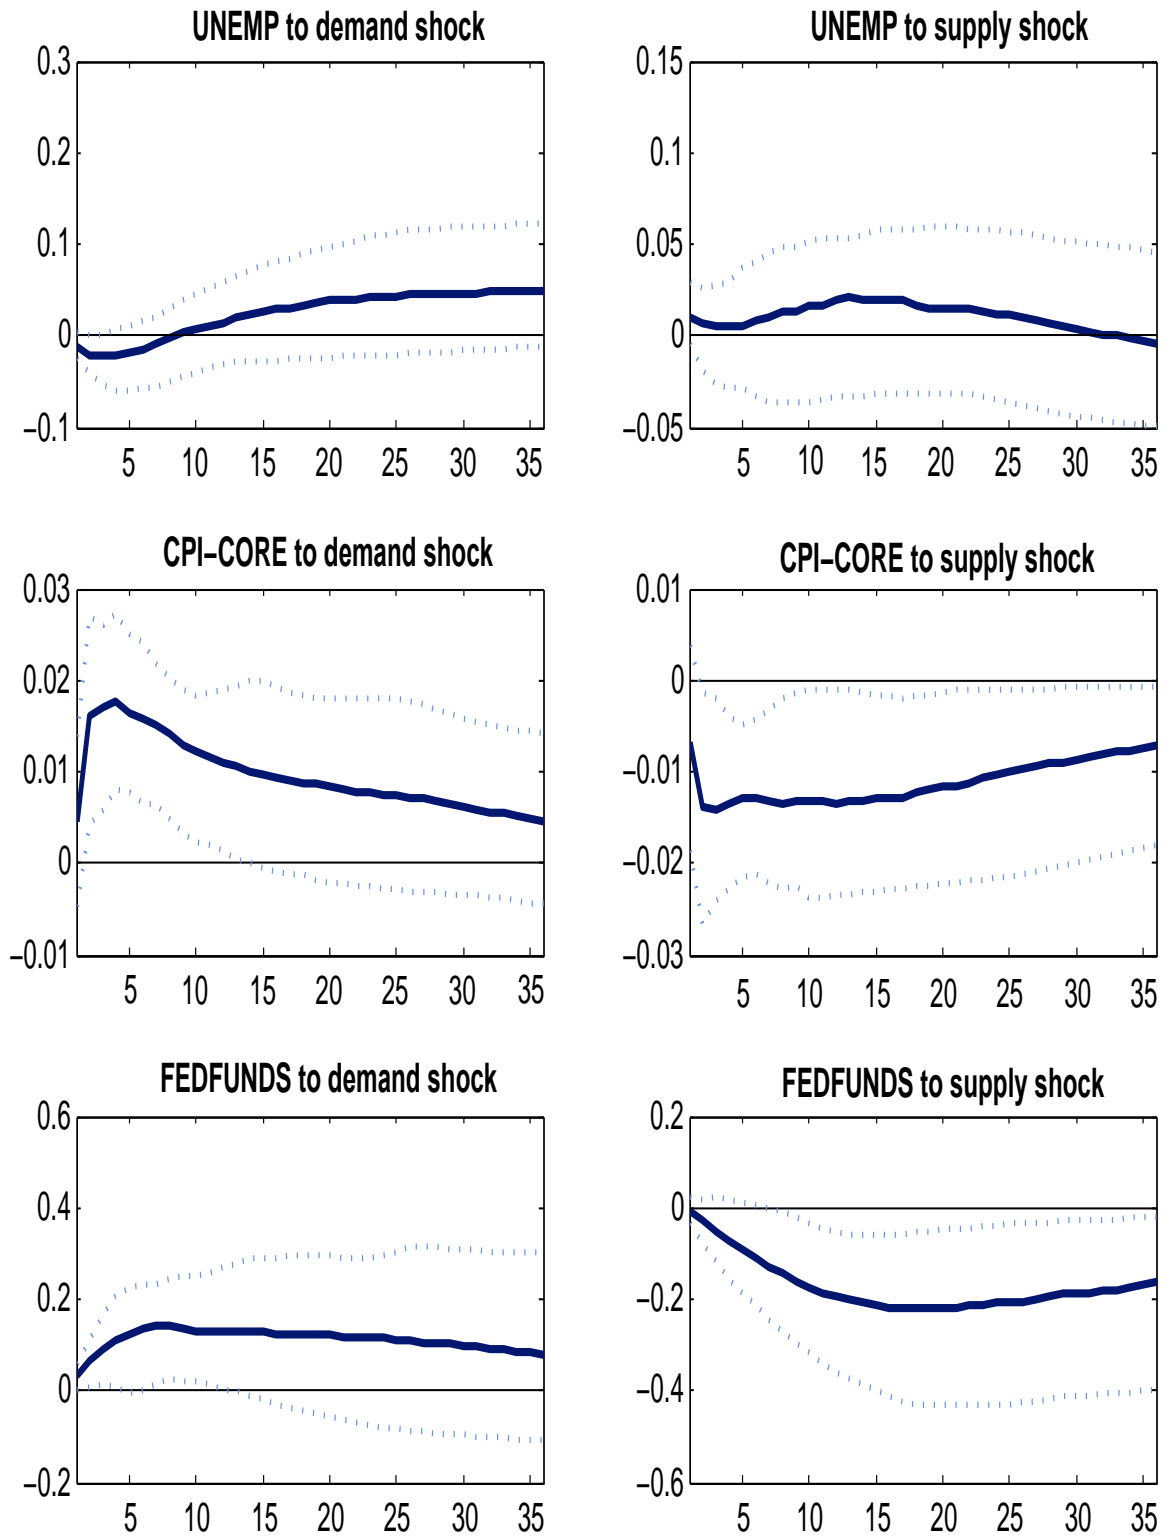 UNEMP to demand shock
0.3
0.2
0.1
0
−0.1
5 10 15 20 25 30 35
UNEMP to supply shock
0.15
0.1
0.05
0
−0.05
5 10 15 20 25 30 35
CPI−CORE to demand shock
0.03
0.02
0.01
0
−0.01
5 10 15 20 25 30 35
CPI−CORE to supply shock
0.01
0
−0.01
−0.02
−0.03
5 10 15 20 25 30 35
FEDFUNDS to demand shock
0.6
0.4
0.2
0
−0.2
5 10 15 20 25 30 35
FEDFUNDS to supply shock
0.2
0
−0.2
−0.4
−0.6
5 10 15 20 25 30 35